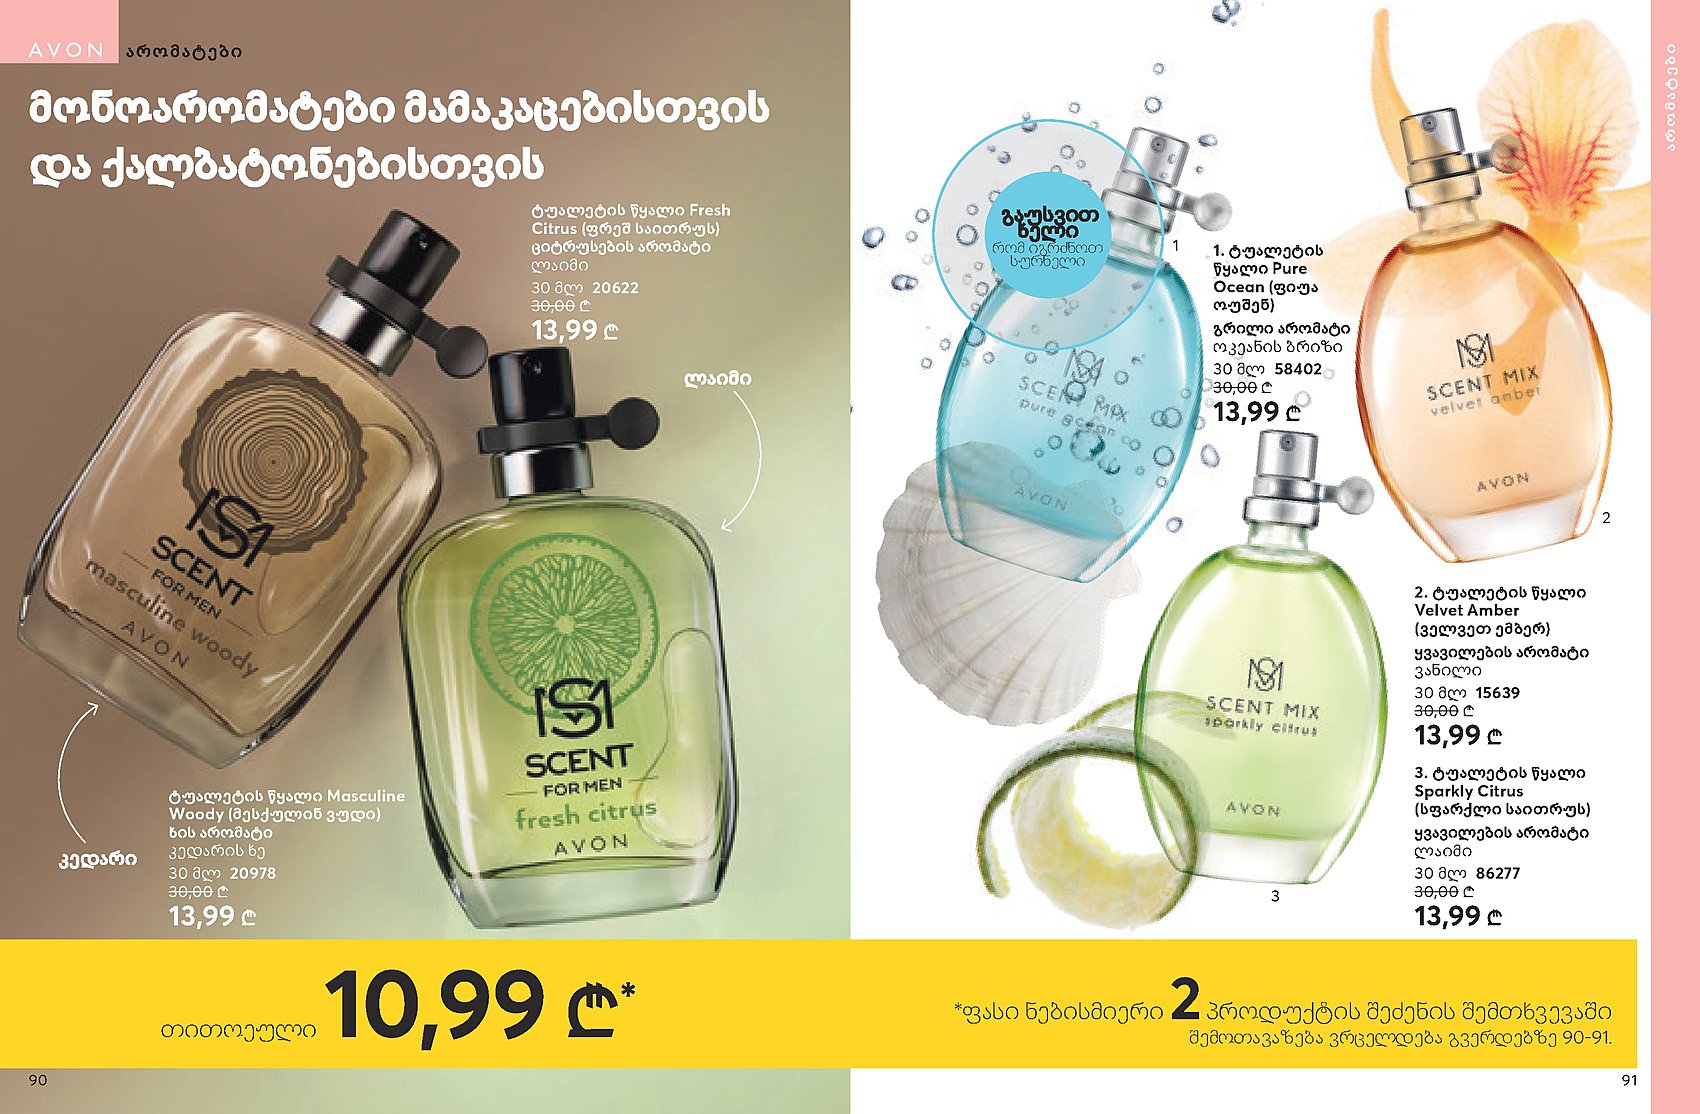 AVON არომატები
მონოარომატები მამაკაცებისთვის
და ქალბატონებისთვის
ტუალეტის წყალი Fresh
Citrus (ფრეშ საითრუს)
ციტრუსების არომატი
ლაიმი
30 მლ 20622
30,00 ₾
13,99 ₾
ლაიმი
SM
SCENT
FOR MEN
masculine woody
AVON
SM
SCENT
FOR MEN
fresh citrus
AVON
კედარი
ტუალეტის წყალი Masculine
Woody (მესქულინ ვუდი)
ხის არომატი
კედარის ხე
30 მლ 20978
30,00 ₾
13,99 ₾
გაუსვით
ხელი
რომ იგრძნოთ
სურნელი
1
SM
SCENT MIX
pure ocean
AVON
1. ტუალეტის
წყალი Pure
Ocean (ფიუა
ოუშენ)
გრილი არომატი
ოკეანის ბრიზი
30 მლ 58402
30,00 ₾
13,99 ₾
SM
SCENT MIX
velvet amber
AVON
2
SM
SCENT MIX
sparkly citrus
AVON
3
2. ტუალეტის წყალი
Velvet Amber
(ველვეთ ემბერ)
ყვავილების არომატი
ვანილი
30 მლ 15639
30,00 ₾
13,99 ₾
3. ტუალეტის წყალი
Sparkly Citrus
(სფარქლი საითრუს)
ყვავილების არომატი
ლაიმი
30 მლ 86277
30,00 ₾
13,99 ₾
არომატები
თითოეული 10,99 ₾*
*ფასი ნებისმიერი 2 პროდუქტის შეძენის შემთხვევაში
შემოთავაზება ვრცელდება გვერდებზე 90-91.
90
91